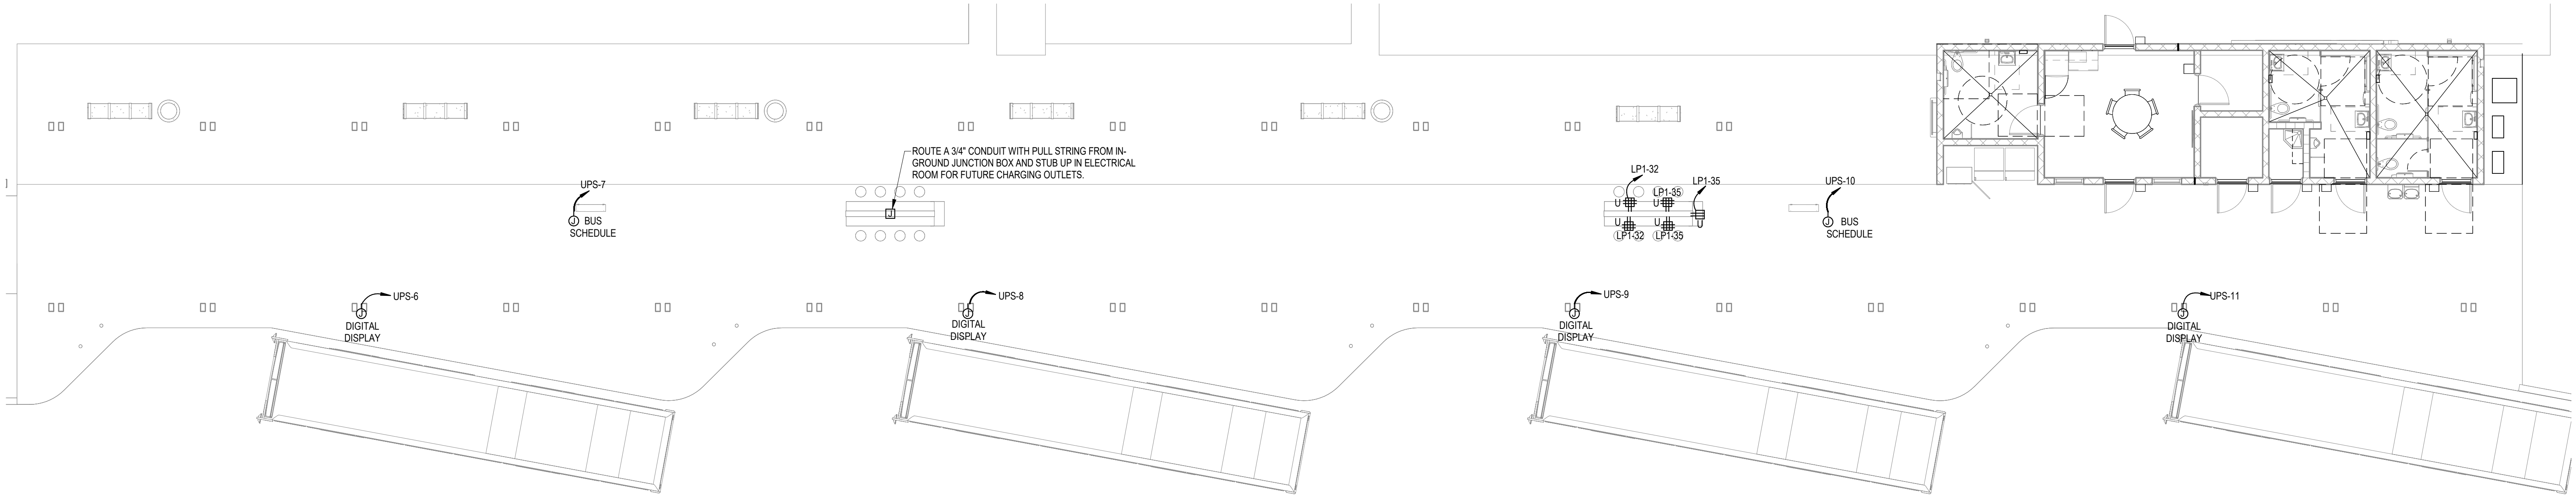 ROUTE A 3/4" CONDUIT WITH PULL STRING FROM IN-
GROUND JUNCTION BOX AND STUB UP IN ELECTRICAL
ROOM FOR FUTURE CHARGING OUTLETS.
UPS-7
J BUS
SCHEDULE
J
LP1-32
LP1-35
LP1-35
U
U
U
U
U
LP1-32
LP1-35
UPS-10
J BUS
SCHEDULE
UPS-6
J
DIGITAL
DISPLAY
UPS-8
J
DIGITAL
DISPLAY
UPS-9
J
DIGITAL
DISPLAY
UPS-11
J
DIGITAL
DISPLAY